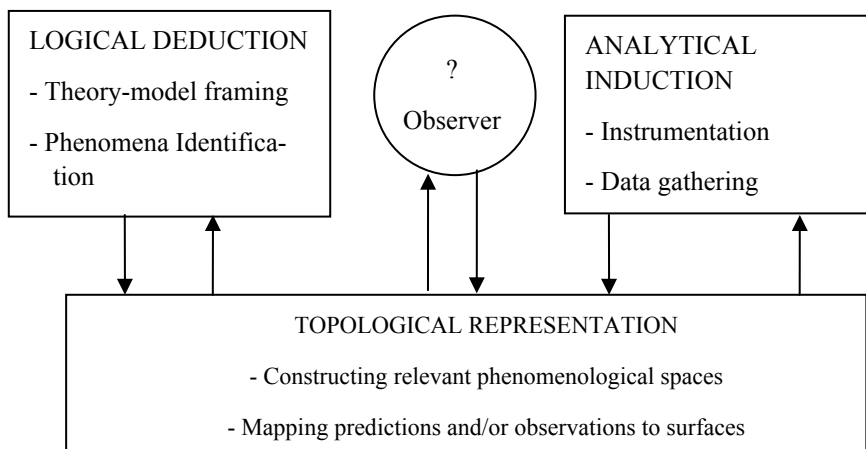 LOGICAL DEDUCTION
- Theory-model framing
- Phenomena Identifica-
tion
?
Observer
ANALYTICAL
INDUCTION
- Instrumentation
- Data gathering
TOPOLOGICAL REPRESENTATION
- Constructing relevant phenomenological spaces
- Mapping predictions and/or observations to surfaces